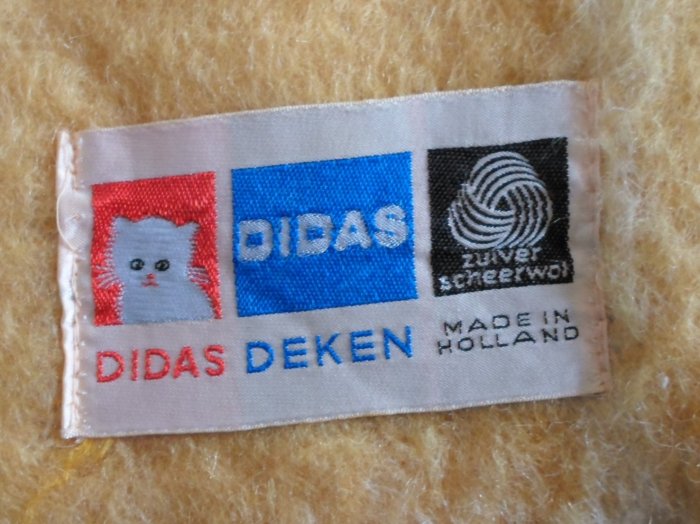 DIDAS
zuiver
scheerwol
DIDAS DEKEN
MADE IN
HOLLAND